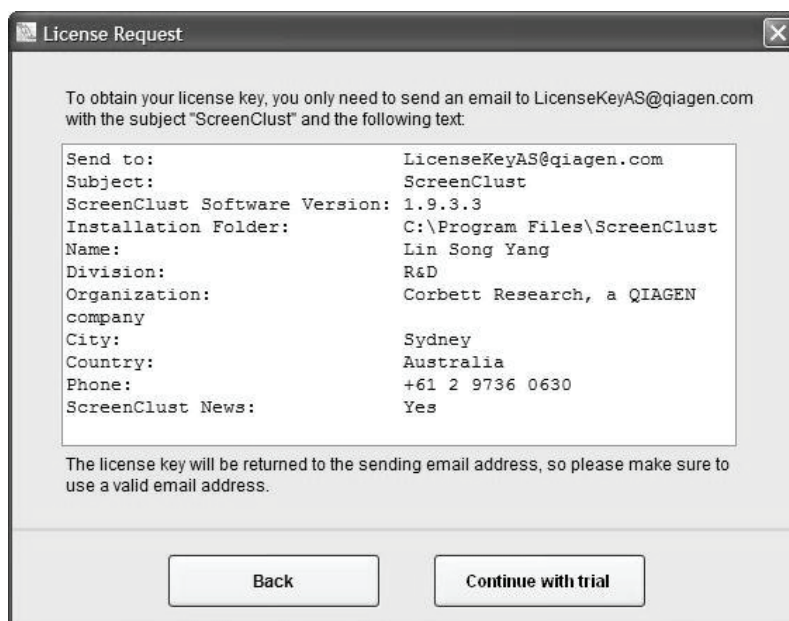 License Request
To obtain your license key, you only need to send an email to LicenseKeyAS@qiagen.com
with the subject "ScreenClust" and the following text:
Send to: LicenseKeyAS@qiagen.com
Subject: ScreenClust
ScreenClust Software Version: 1.9.3.3
Installation Folder: C:\Program Files\ScreenClust
Name: Lin Song Yang
Division: R&D
Organization: Corbett Research, a QIAGEN
company
City: Sydney
Country: Australia
Phone: +61 2 9736 0630
ScreenClust News: Yes
The license key will be returned to the sending email address, so please make sure to
use a valid email address.
Back
Continue with trial